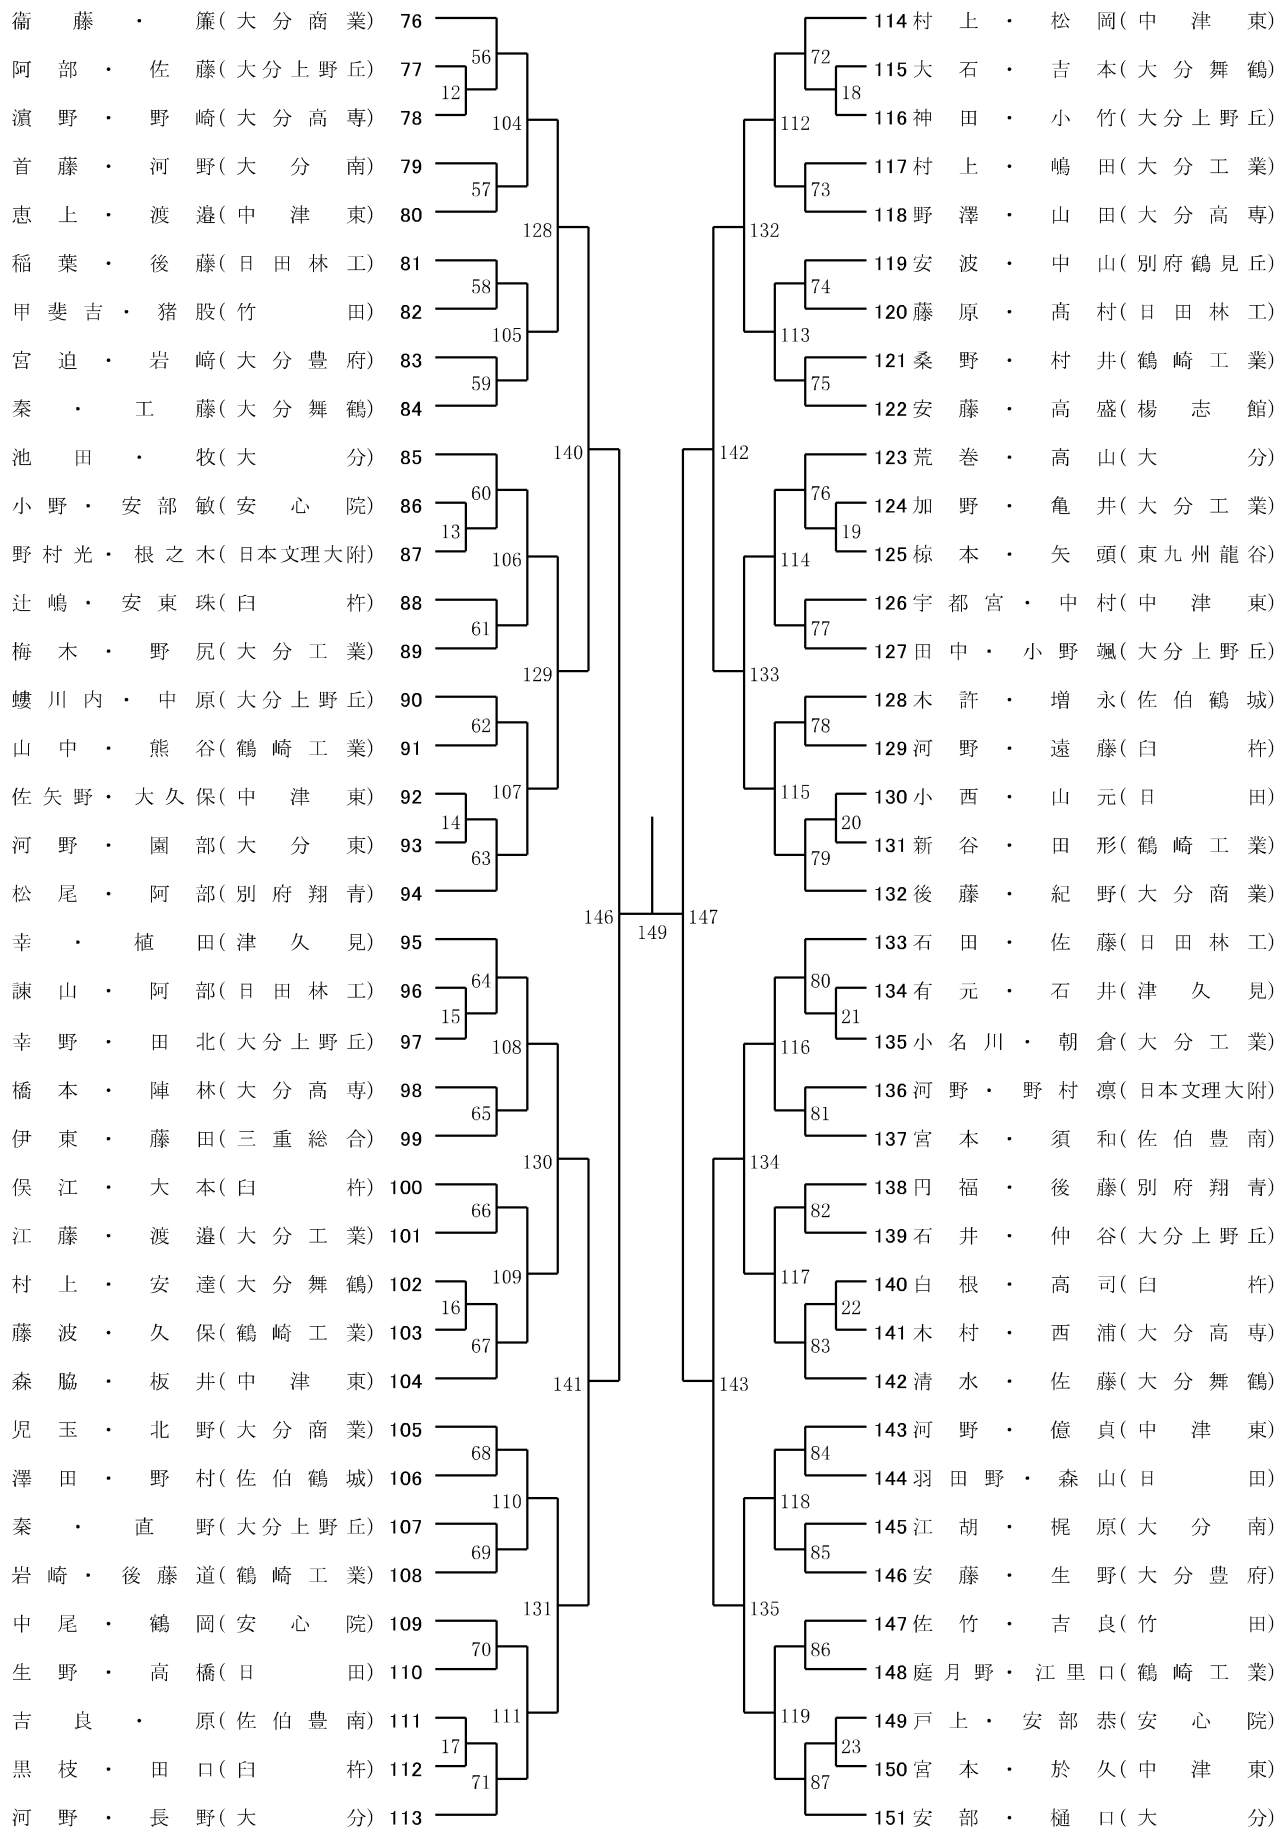 衞藤・簾(大分商業) 76
阿部・佐藤(大分上野丘) 77
濵野・野崎(大分高専) 78
首藤・河野(大分南) 79
恵上・渡邉(中津東) 80
稲葉・後藤(日田林工) 81
甲斐吉・猪股(竹田) 82
宮迫・岩﨑(大分豊府) 83
秦・工藤(大分舞鶴) 84
池田・牧(大分) 85
小野・安部敏(安心院) 86
野村光・根之木(日本文理大附) 87
辻嶋・安東珠(臼杵) 88
梅木・野尻(大分工業) 89
螻川内・中原(大分上野丘) 90
山中・熊谷(鶴崎工業) 91
佐矢野・大久保(中津東) 92
河野・園部(大分東) 93
松尾・阿部(別府翔青) 94
幸・植田(津久見) 95
諌山・阿部(日田林工) 96
幸野・田北(大分上野丘) 97
橋本・陣林(大分高専) 98
伊東・藤田(三重総合) 99
俣江・大本(臼杵) 100
江藤・渡邉(大分工業) 101
村上・安達(大分舞鶴) 102
藤波・久保(鶴崎工業) 103
森脇・板井(中津東) 104
児玉・北野(大分商業) 105
澤田・野村(佐伯鶴城) 106
秦・直野(大分上野丘) 107
岩崎・後藤道(鶴崎工業) 108
中尾・鶴岡(安心院) 109
生野・高橋(日田) 110
吉良・原(佐伯豊南) 111
黒枝・田口(臼杵) 112
河野・長野(大分) 113
56
12
104
57
128
58
105
59
140
60
13
106
61
129
62
107
14
63
146
64
15
108
65
130
66
109
16
67
141
68
110
69
131
70
111
17
71
149
72
18
112
73
132
74
113
75
142
76
19
114
77
133
78
115
20
79
147
80
21
116
81
134
82
117
22
83
143
84
118
85
135
86
119
23
87
114 村上・松岡(中津東)
115 大石・吉本(大分舞鶴)
116 神田・小竹(大分上野丘)
117 村上・嶋田(大分工業)
118 野澤・山田(大分高専)
119 安波・中山(別府鶴見丘)
120 藤原・髙村(日田林工)
121 桑野・村井(鶴崎工業)
122 安藤・高盛(楊志館)
123 荒巻・高山(大分)
124 加野・亀井(大分工業)
125 椋本・矢頭(東九州龍谷)
126 宇都宮・中村(中津東)
127 田中・小野颯(大分上野丘)
128 木許・増永(佐伯鶴城)
129 河野・遠藤(臼杵)
130 小西・山元(日田)
131 新谷・田形(鶴崎工業)
132 後藤・紀野(大分商業)
133 石田・佐藤(日田林工)
134 有元・石井(津久見)
135 小名川・朝倉(大分工業)
136 河野・野村凛(日本文理大附)
137 宮本・須和(佐伯豊南)
138 円福・後藤(別府翔青)
139 石井・仲谷(大分上野丘)
140 白根・高司(臼杵)
141 木村・西浦(大分高専)
142 清水・佐藤(大分舞鶴)
143 河野・億貞(中津東)
144 羽田野・森山(日田)
145 江胡・梶原(大分南)
146 安藤・生野(大分豊府)
147 佐竹・吉良(竹田)
148 庭月野・江里口(鶴崎工業)
149 戸上・安部恭(安心院)
150 宮本・於久(中津東)
151 安部・樋口(大分)